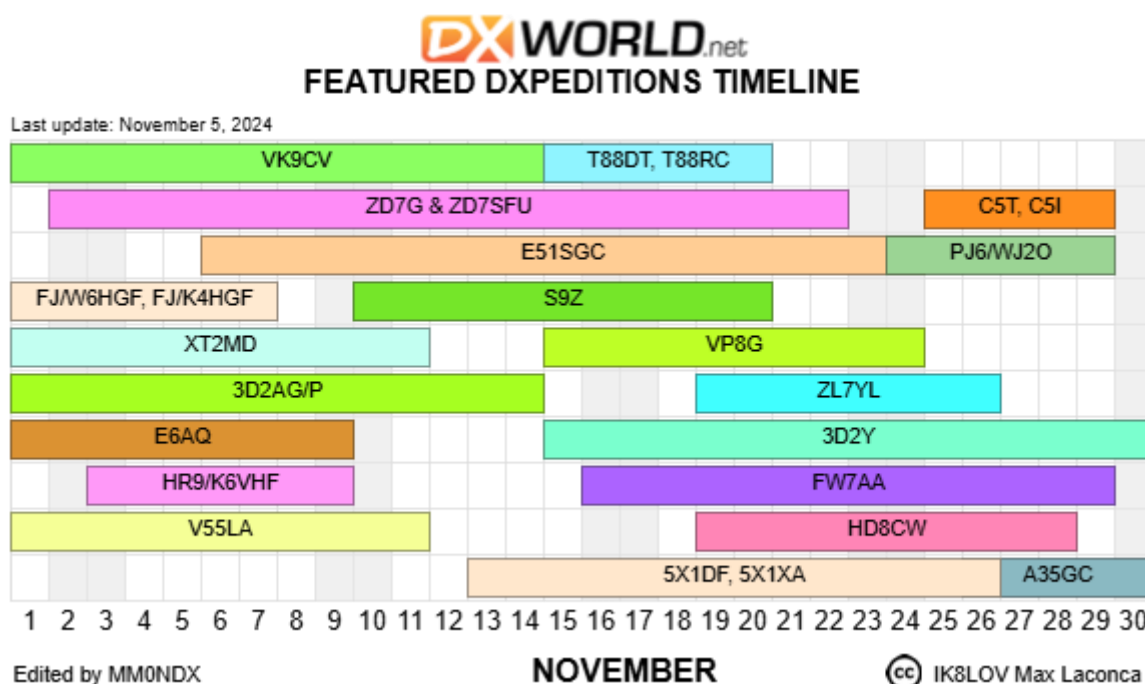 DX WORLD.net
FEATURED DXPEDITIONS TIMELINE
Last update: November 5, 2024
VK9CV T88DT, T88RC
ZD7G & ZD7SFU C5T, C5I
E51SGC PJ6/WJ2O
FJ/W6HGF, FJ/K4HGF S9Z
XT2MD VP8G
3D2AG/P ZL7YL
E6AQ 3D2Y
HR9/K6VHF FW7AA
V55LA HD8CW
5X1DF, 5X1XA A35GC
1 2 3 4 5 6 7 8 9 10 11 12 13 14 15 16 17 18 19 20 21 22 23 24 25 26 27 28 29 30
Edited by MM0NDX NOVEMBER cc IK8LOV Max Laconca